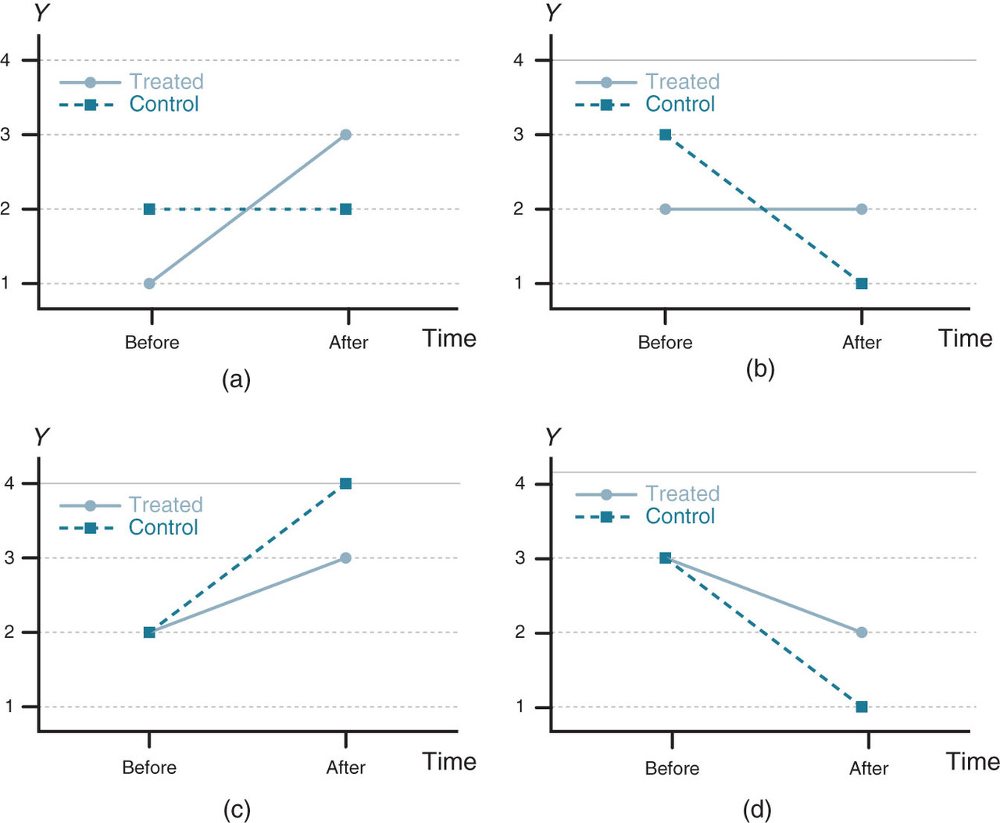 Y
4
Treated
Control
3
2
1
Before After Time
(a)
Y
4
Treated
Control
3
2
1
Before After Time
(b)
Y
4
Treated
Control
3
2
1
Before After Time
(c)
Y
4
Treated
Control
3
2
1
Before After Time
(d)